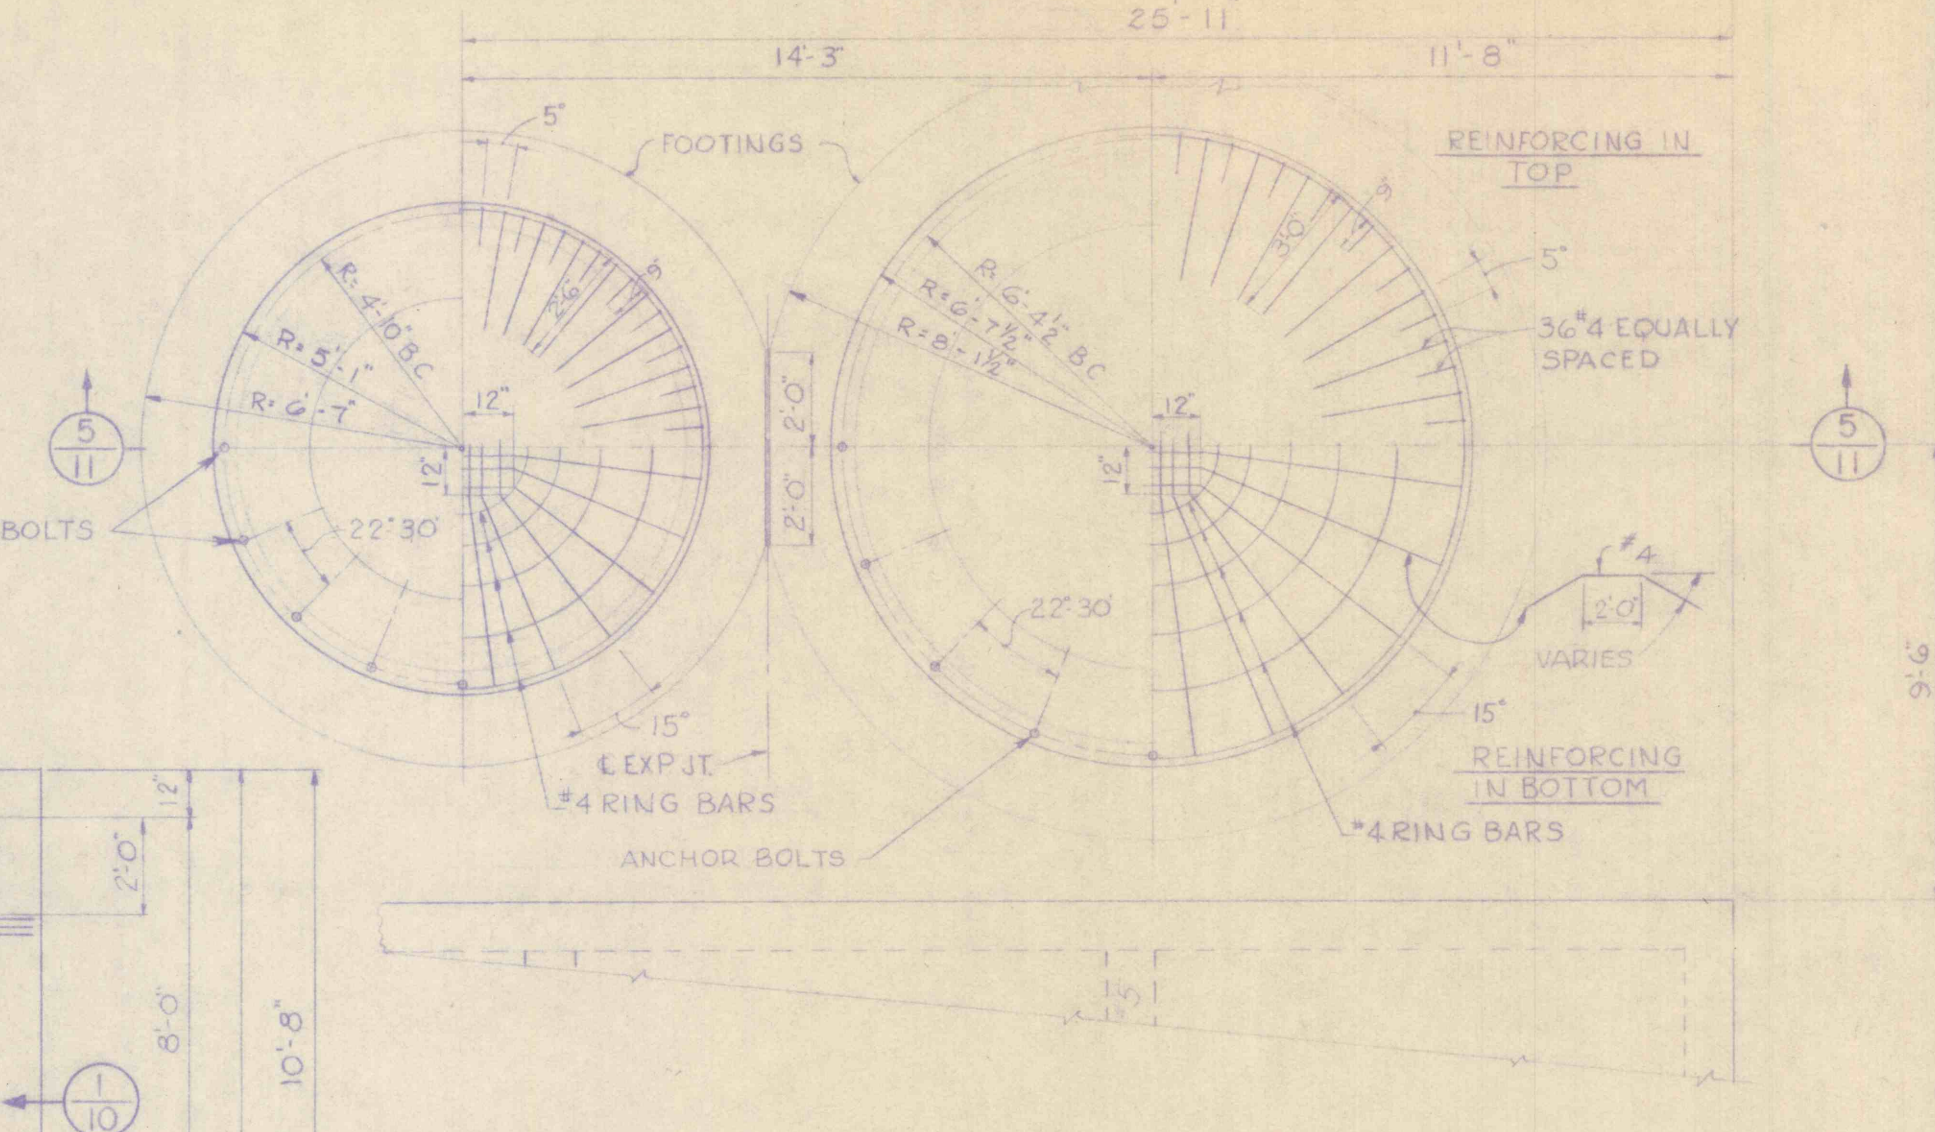 25'-11"
14'-3"
11'-8"
5°
FOOTINGS
REINFORCING IN
TOP
9"
9"
2'-6"
3'-0"
5°
R= 4'-10" B C
R= 5'-1"
R= 6'-7"
R= 6'-4½" B C
R= 6'-7½"
R= 8'-1½"
36 #4 EQUALLY
SPACED
12"
12"
12"
12"
2'-0"
2'-0"
5
11
5
11
BOLTS
22°-30'
22°-30'
#4
2'-0"
VARIES
9'-6"
15°
15°
℄ EXP JT.
#4 RING BARS
REINFORCING
IN BOTTOM
#4 RING BARS
ANCHOR BOLTS
12"
2'-0"
8'-0"
10'-8"
1
10